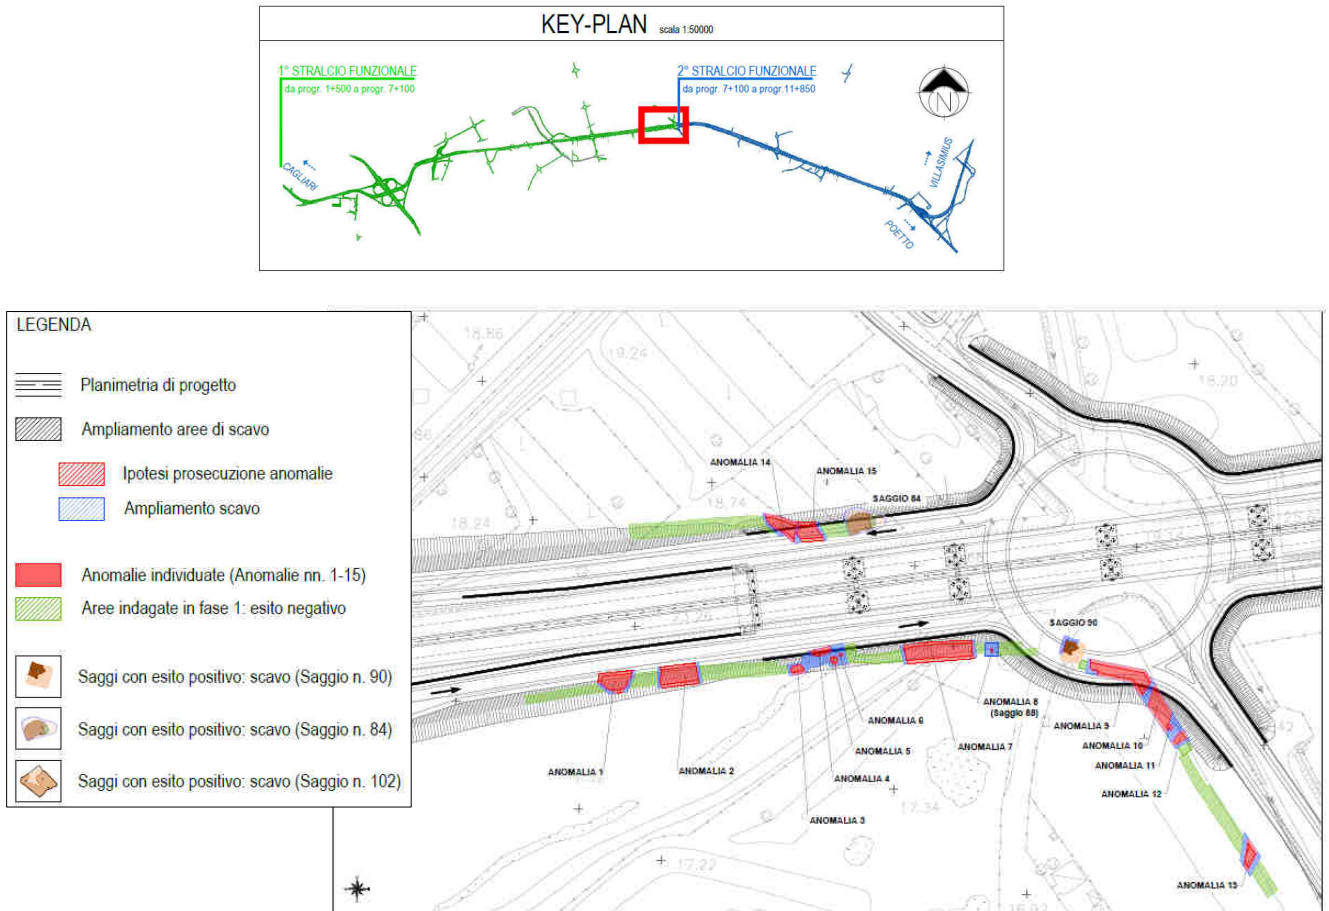 KEY-PLAN scala 1:50000
1° STRALCIO FUNZIONALE
da progr. 1+500 a progr. 7+100
2° STRALCIO FUNZIONALE
da progr. 7+100 a progr.11+850
N
CAGLIARI
VILLASIMIUS
POETTO
LEGENDA
Planimetria di progetto
Ampliamento aree di scavo
Ipotesi prosecuzione anomalie
Ampliamento scavo
Anomalie individuate (Anomalie nn. 1-15)
Aree indagate in fase 1: esito negativo
Saggi con esito positivo: scavo (Saggio n. 90)
Saggi con esito positivo: scavo (Saggio n. 84)
Saggi con esito positivo: scavo (Saggio n. 102)
18.86
19.24
18.20
ANOMALIA 14
ANOMALIA 15
SAGGIO 84
18.74
18.24
SAGGIO 90
ANOMALIA 8
(Saggio 88)
ANOMALIA 6
ANOMALIA 9
ANOMALIA 5
ANOMALIA 7
ANOMALIA 10
ANOMALIA 1
ANOMALIA 2
ANOMALIA 4
ANOMALIA 11
ANOMALIA 12
ANOMALIA 3
17.34
17.22
ANOMALIA 13
16.92